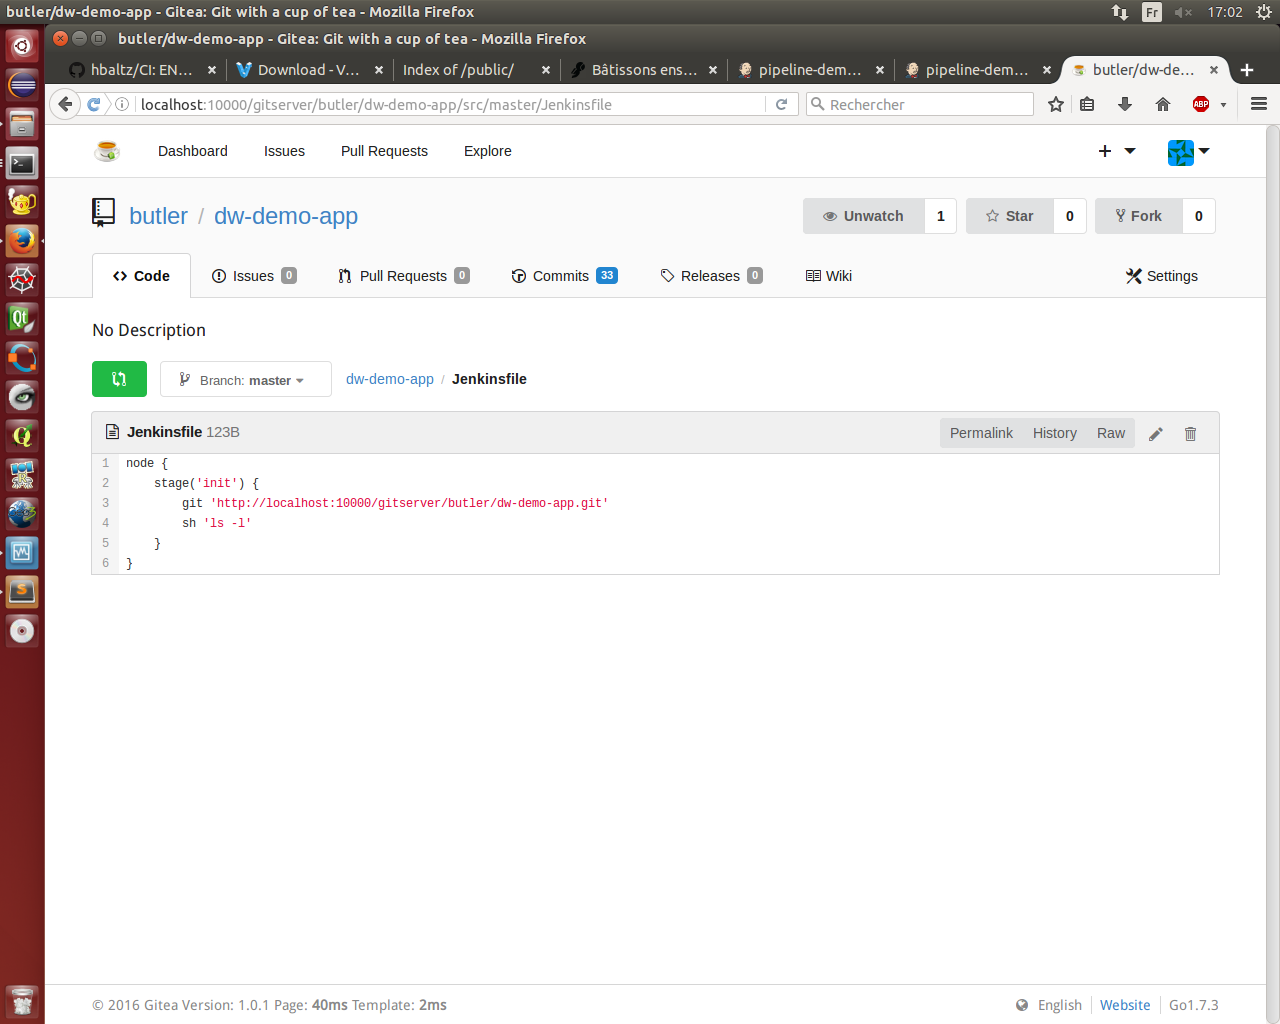 butler/dw-demo-app - Gitea: Git with a cup of tea - Mozilla Firefox
Fr
17:02
butler/dw-demo-app - Gitea: Git with a cup of tea - Mozilla Firefox
hbaltz/CI: EN...
Download - V...
Index of /public/
Bâtissons ens...
pipeline-dem...
pipeline-dem...
butler/dw-de...
localhost:10000/gitserver/butler/dw-demo-app/src/master/Jenkinsfile
Rechercher
ABP
Dashboard
Issues
Pull Requests
Explore
butler / dw-demo-app
Unwatch 1
Star 0
Fork 0
Code
Issues 0
Pull Requests 0
Commits 33
Releases 0
Wiki
Settings
No Description
Branch: master
dw-demo-app / Jenkinsfile
Jenkinsfile 123B
Permalink
History
Raw
1 node {
2     stage('init') {
3         git 'http://localhost:10000/gitserver/butler/dw-demo-app.git'
4         sh 'ls -l'
5     }
6 }
© 2016 Gitea Version: 1.0.1 Page: 40ms Template: 2ms
English
Website
Go1.7.3